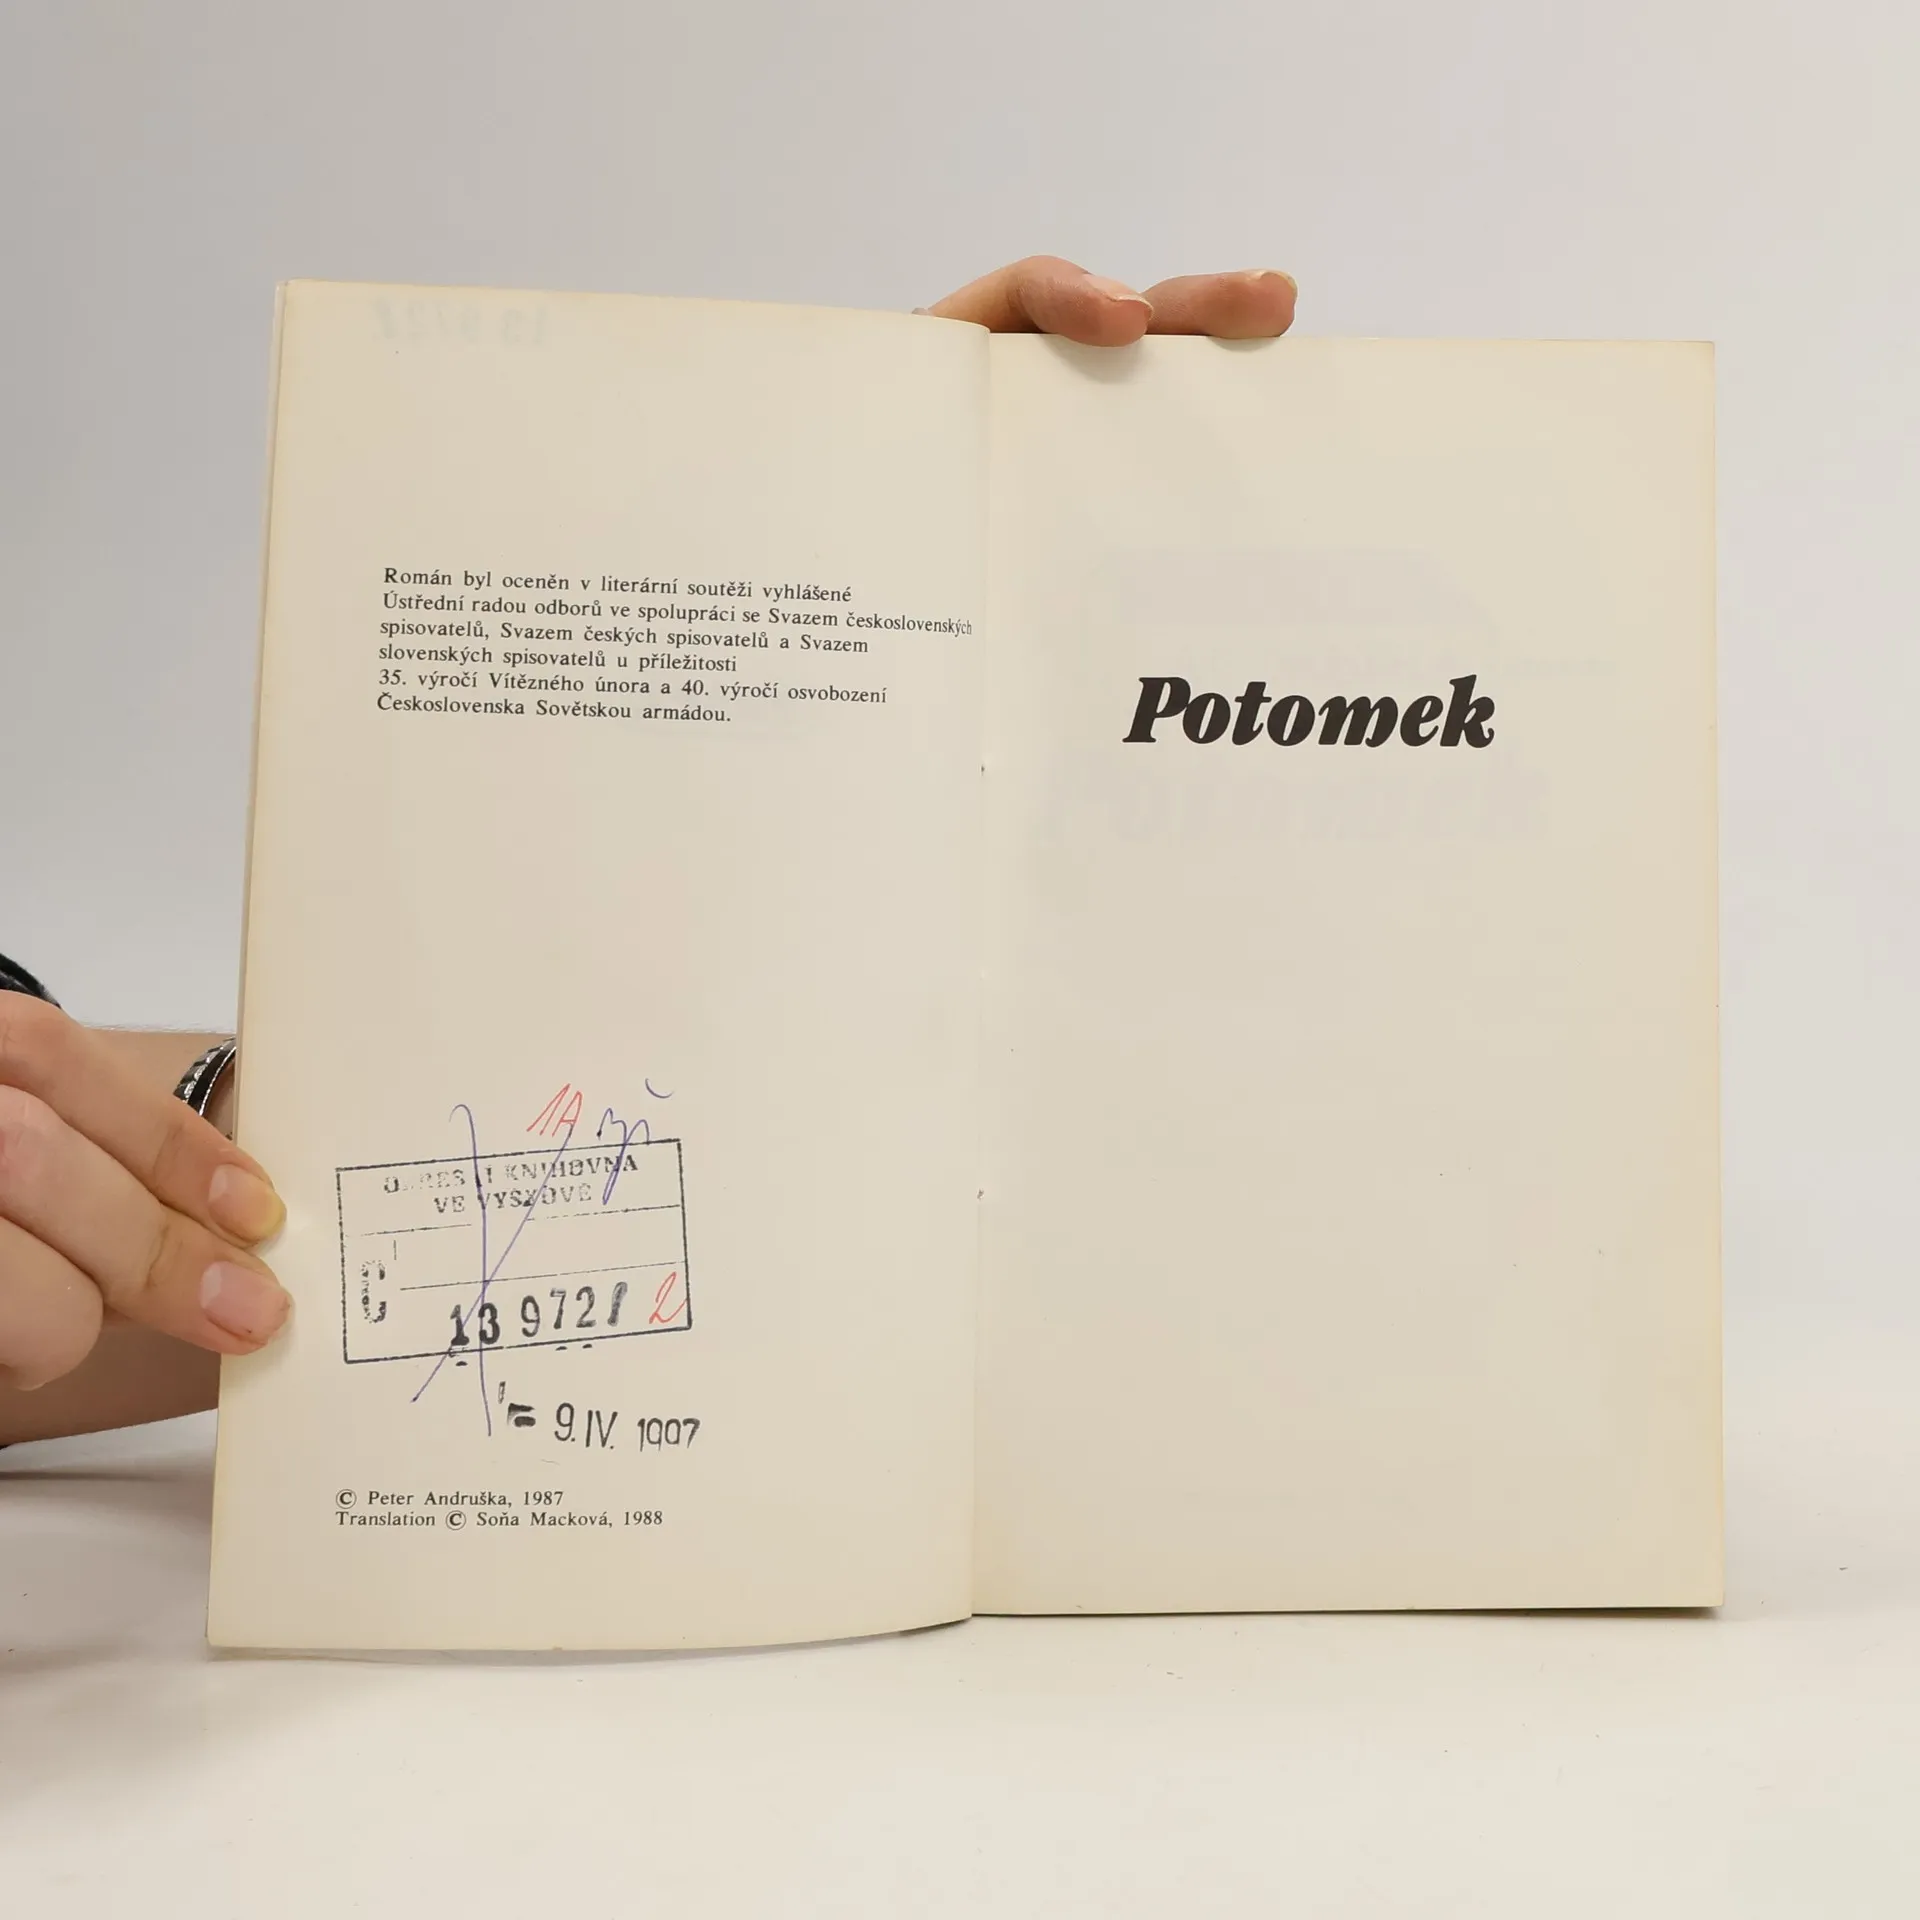 Román byl oceněn v literární soutěži vyhlášené
Ústřední radou odborů ve spolupráci se Svazem československých
spisovatelů, Svazem českých spisovatelů a Svazem
slovenských spisovatelů u příležitosti
35. výročí Vítězného února a 40. výročí osvobození
Československa Sovětskou armádou.
1A
KNIHOVNA
VE VYŠKOVĚ
13 972/ 2
9. IV. 1997
© Peter Andruška, 1987
Translation © Soňa Macková, 1988
Potomek